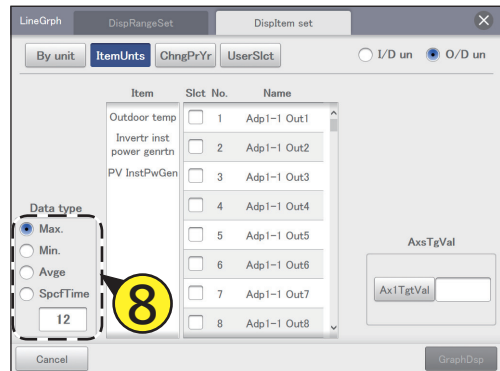 LineGrph DispRangeSet DispItem set
By unit ItemUnts ChngPrYr UserSlct I/D un O/D un
Item Slct No. Name
Outdoor temp 1 Adp1-1 Out1
Invertr inst power genrtn 2 Adp1-1 Out2
PV InstPwGen 3 Adp1-1 Out3
4 Adp1-1 Out4
5 Adp1-1 Out5
6 Adp1-1 Out6
7 Adp1-1 Out7
8 Adp1-1 Out8
Data type
Max.
Min.
Avge
SpcfTime
12
8
AxsTgVal
Ax1TgtVal
Cancel GraphDsp